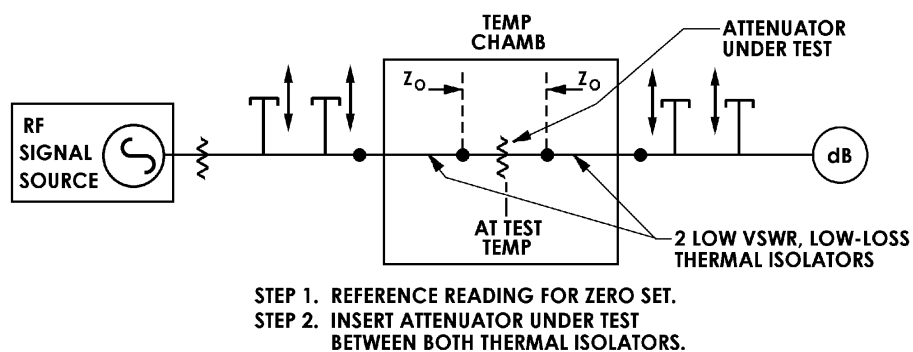 TEMP
CHAMB
ATTENUATOR
UNDER TEST
Z₀
Z₀
RF
SIGNAL
SOURCE
dB
AT TEST
TEMP
2 LOW VSWR, LOW-LOSS
THERMAL ISOLATORS
STEP 1. REFERENCE READING FOR ZERO SET.
STEP 2. INSERT ATTENUATOR UNDER TEST
BETWEEN BOTH THERMAL ISOLATORS.